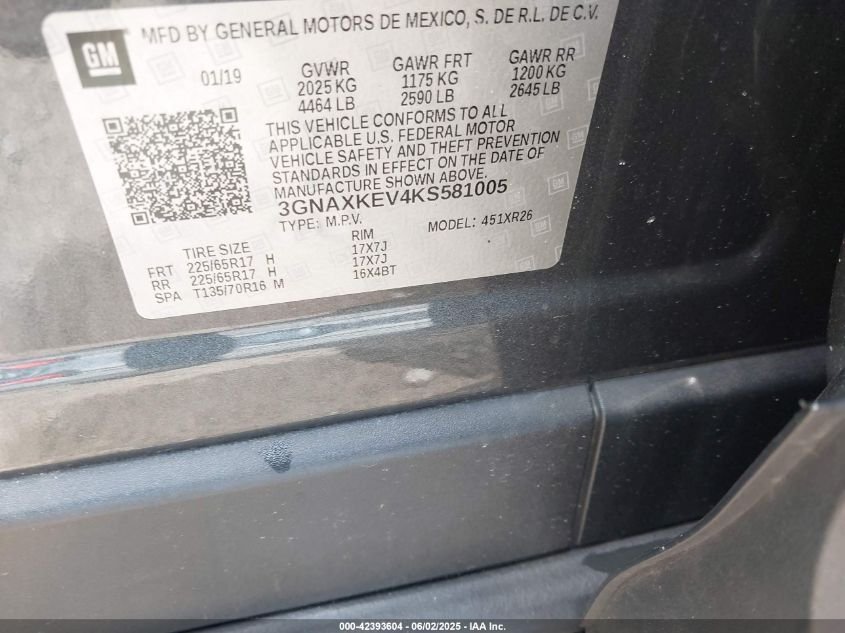 GM
MFD BY GENERAL MOTORS DE MEXICO, S. DE R.L. DE C.V.
01/19
GVWR
2025 KG
4464 LB
GAWR FRT
1175 KG
2590 LB
GAWR RR
1200 KG
2645 LB
THIS VEHICLE CONFORMS TO ALL
APPLICABLE U.S. FEDERAL MOTOR
VEHICLE SAFETY AND THEFT PREVENTION
STANDARDS IN EFFECT ON THE DATE OF
MANUFACTURE SHOWN ABOVE.
3GNAXKEV4KS581005
TYPE: M.P.V. MODEL: 451XR26
TIRE SIZE RIM
FRT 225/65R17 H 17X7J
RR 225/65R17 H 17X7J
SPA T135/70R16 M 16X4BT
000-42393604 - 06/02/2025 - IAA Inc.